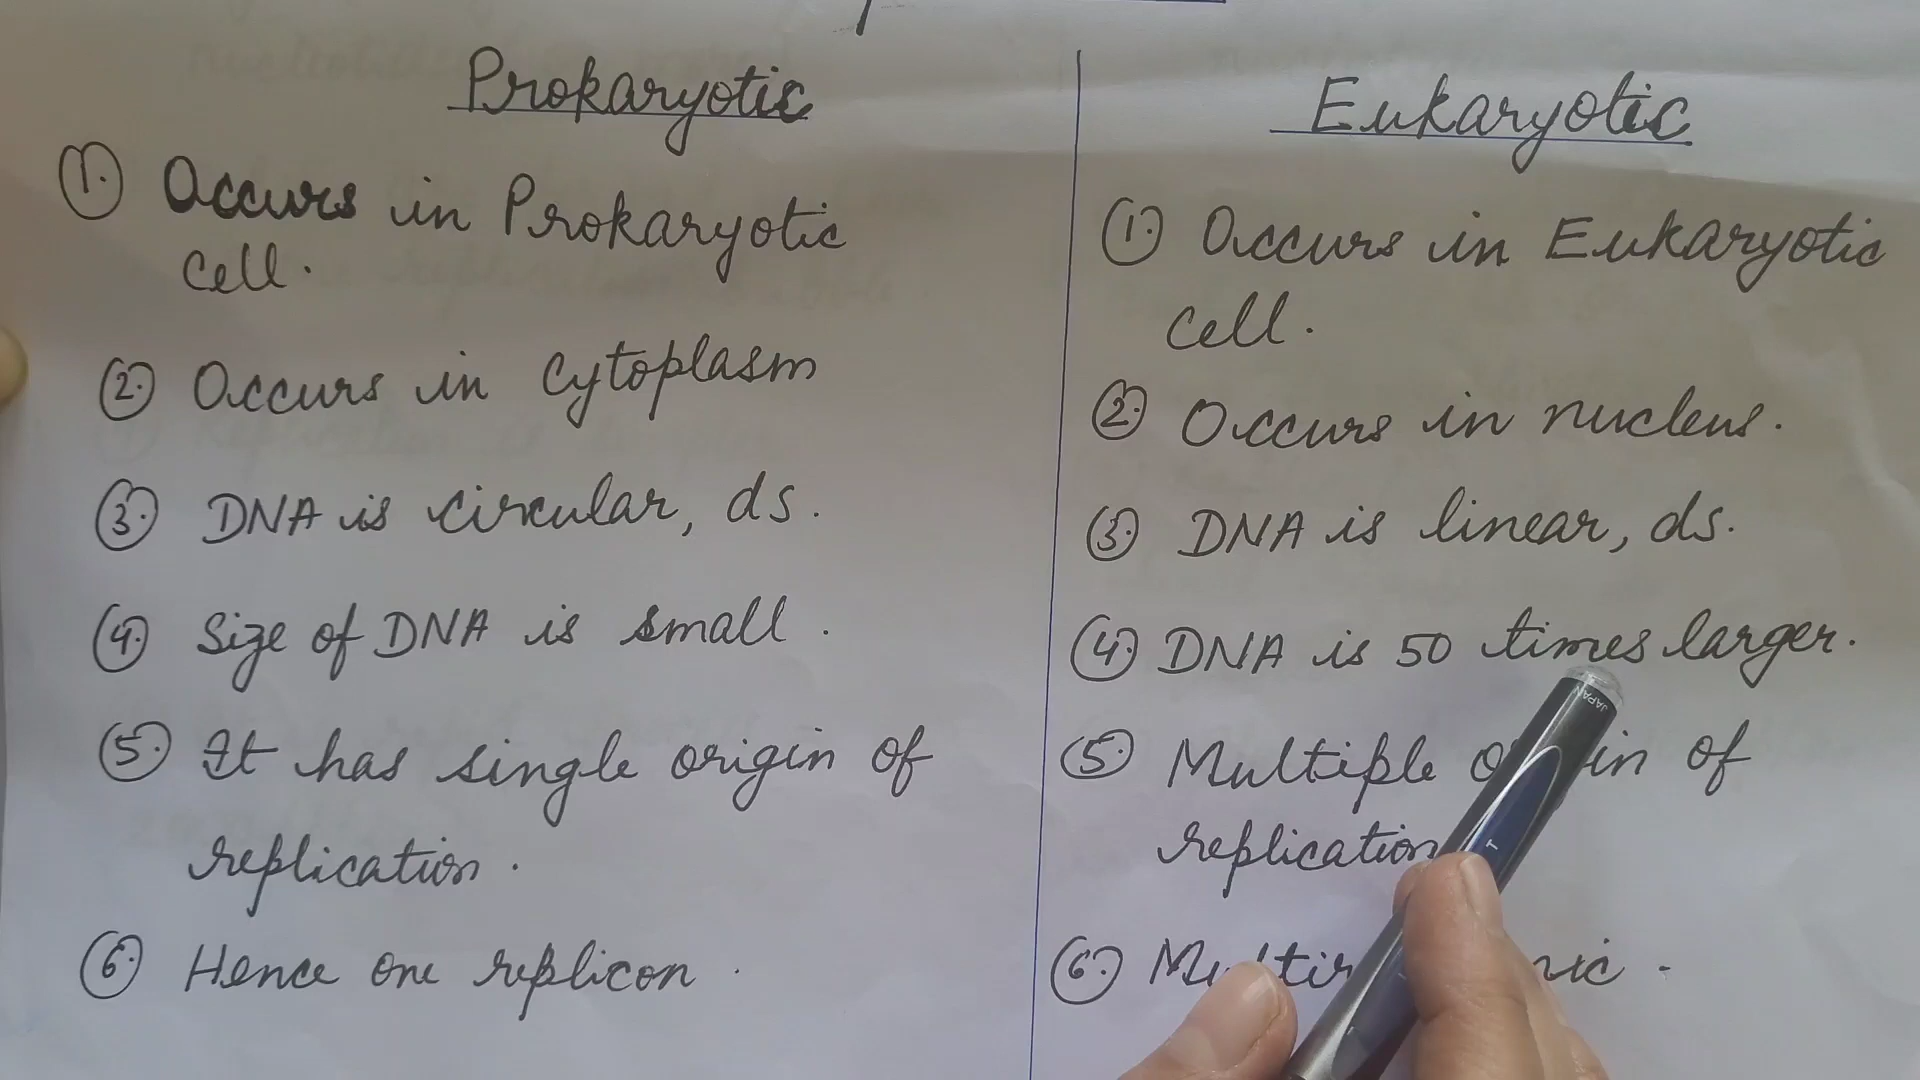 Prokaryotic
① Occurs in Prokaryotic
cell.
② Occurs in cytoplasm
③ DNA is circular, ds.
④ Size of DNA is small.
⑤ It has single origin of
replication.
⑥ Hence one replicon.
Eukaryotic
① Occurs in Eukaryotic
cell.
② Occurs in nucleus.
③ DNA is linear, ds.
④ DNA is 50 times larger.
⑤ Multiple of
replication
⑥
JAPAN